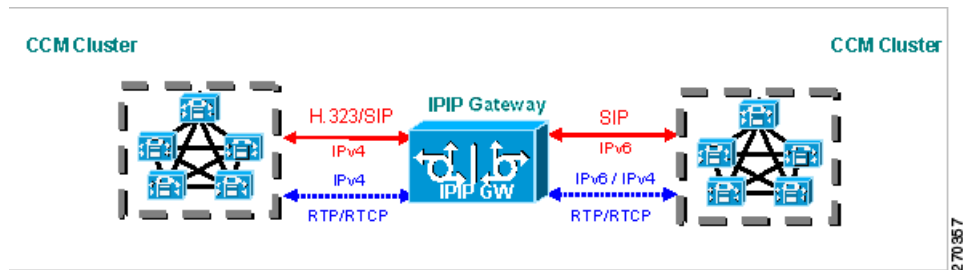 CCM Cluster
CCM Cluster
H.323/SIP
IPv4
IPv4
RTP/RTCP
IPIP Gateway
IPIP GW
SIP
IPv6
IPv6 / IPv4
RTP/RTCP
270357